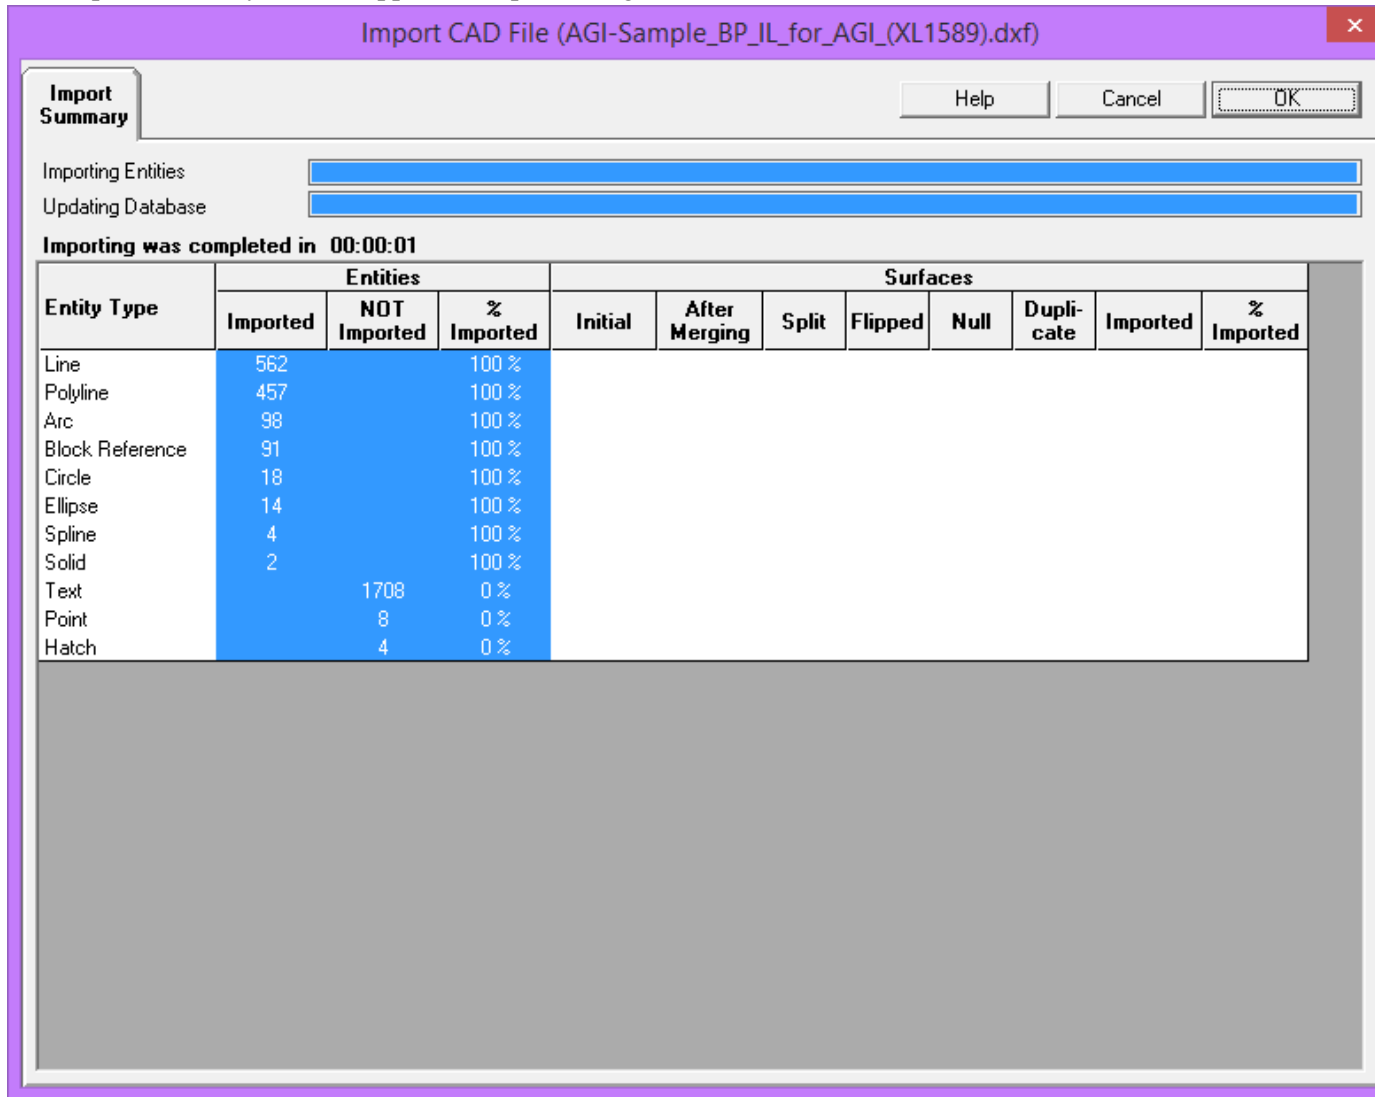 Import CAD File (AGI-Sample_BP_IL_for_AGI_(XL1589).dxf)
Import Summary
Help Cancel OK
Importing Entities
Updating Database
Importing was completed in 00:00:01
Entities Surfaces
Entity Type Imported NOT Imported % Imported Initial After Merging Split Flipped Null Dupli-cate Imported % Imported
Line 562 100 %
Polyline 457 100 %
Arc 98 100 %
Block Reference 91 100 %
Circle 18 100 %
Ellipse 14 100 %
Spline 4 100 %
Solid 2 100 %
Text 1708 0 %
Point 8 0 %
Hatch 4 0 %